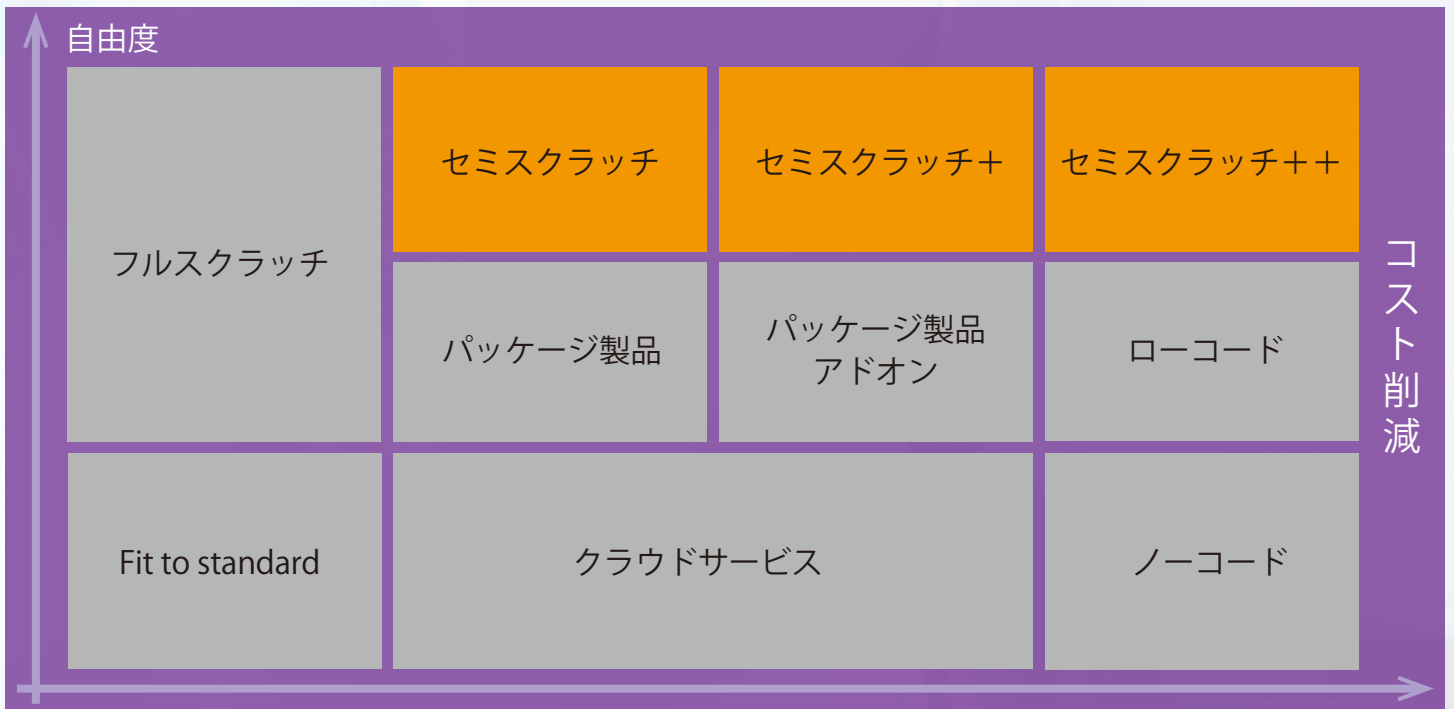 自由度
セミスクラッチ
セミスクラッチ＋
セミスクラッチ＋＋
フルスクラッチ
パッケージ製品
パッケージ製品
アドオン
ローコード
コスト削減
Fit to standard
クラウドサービス
ノーコード